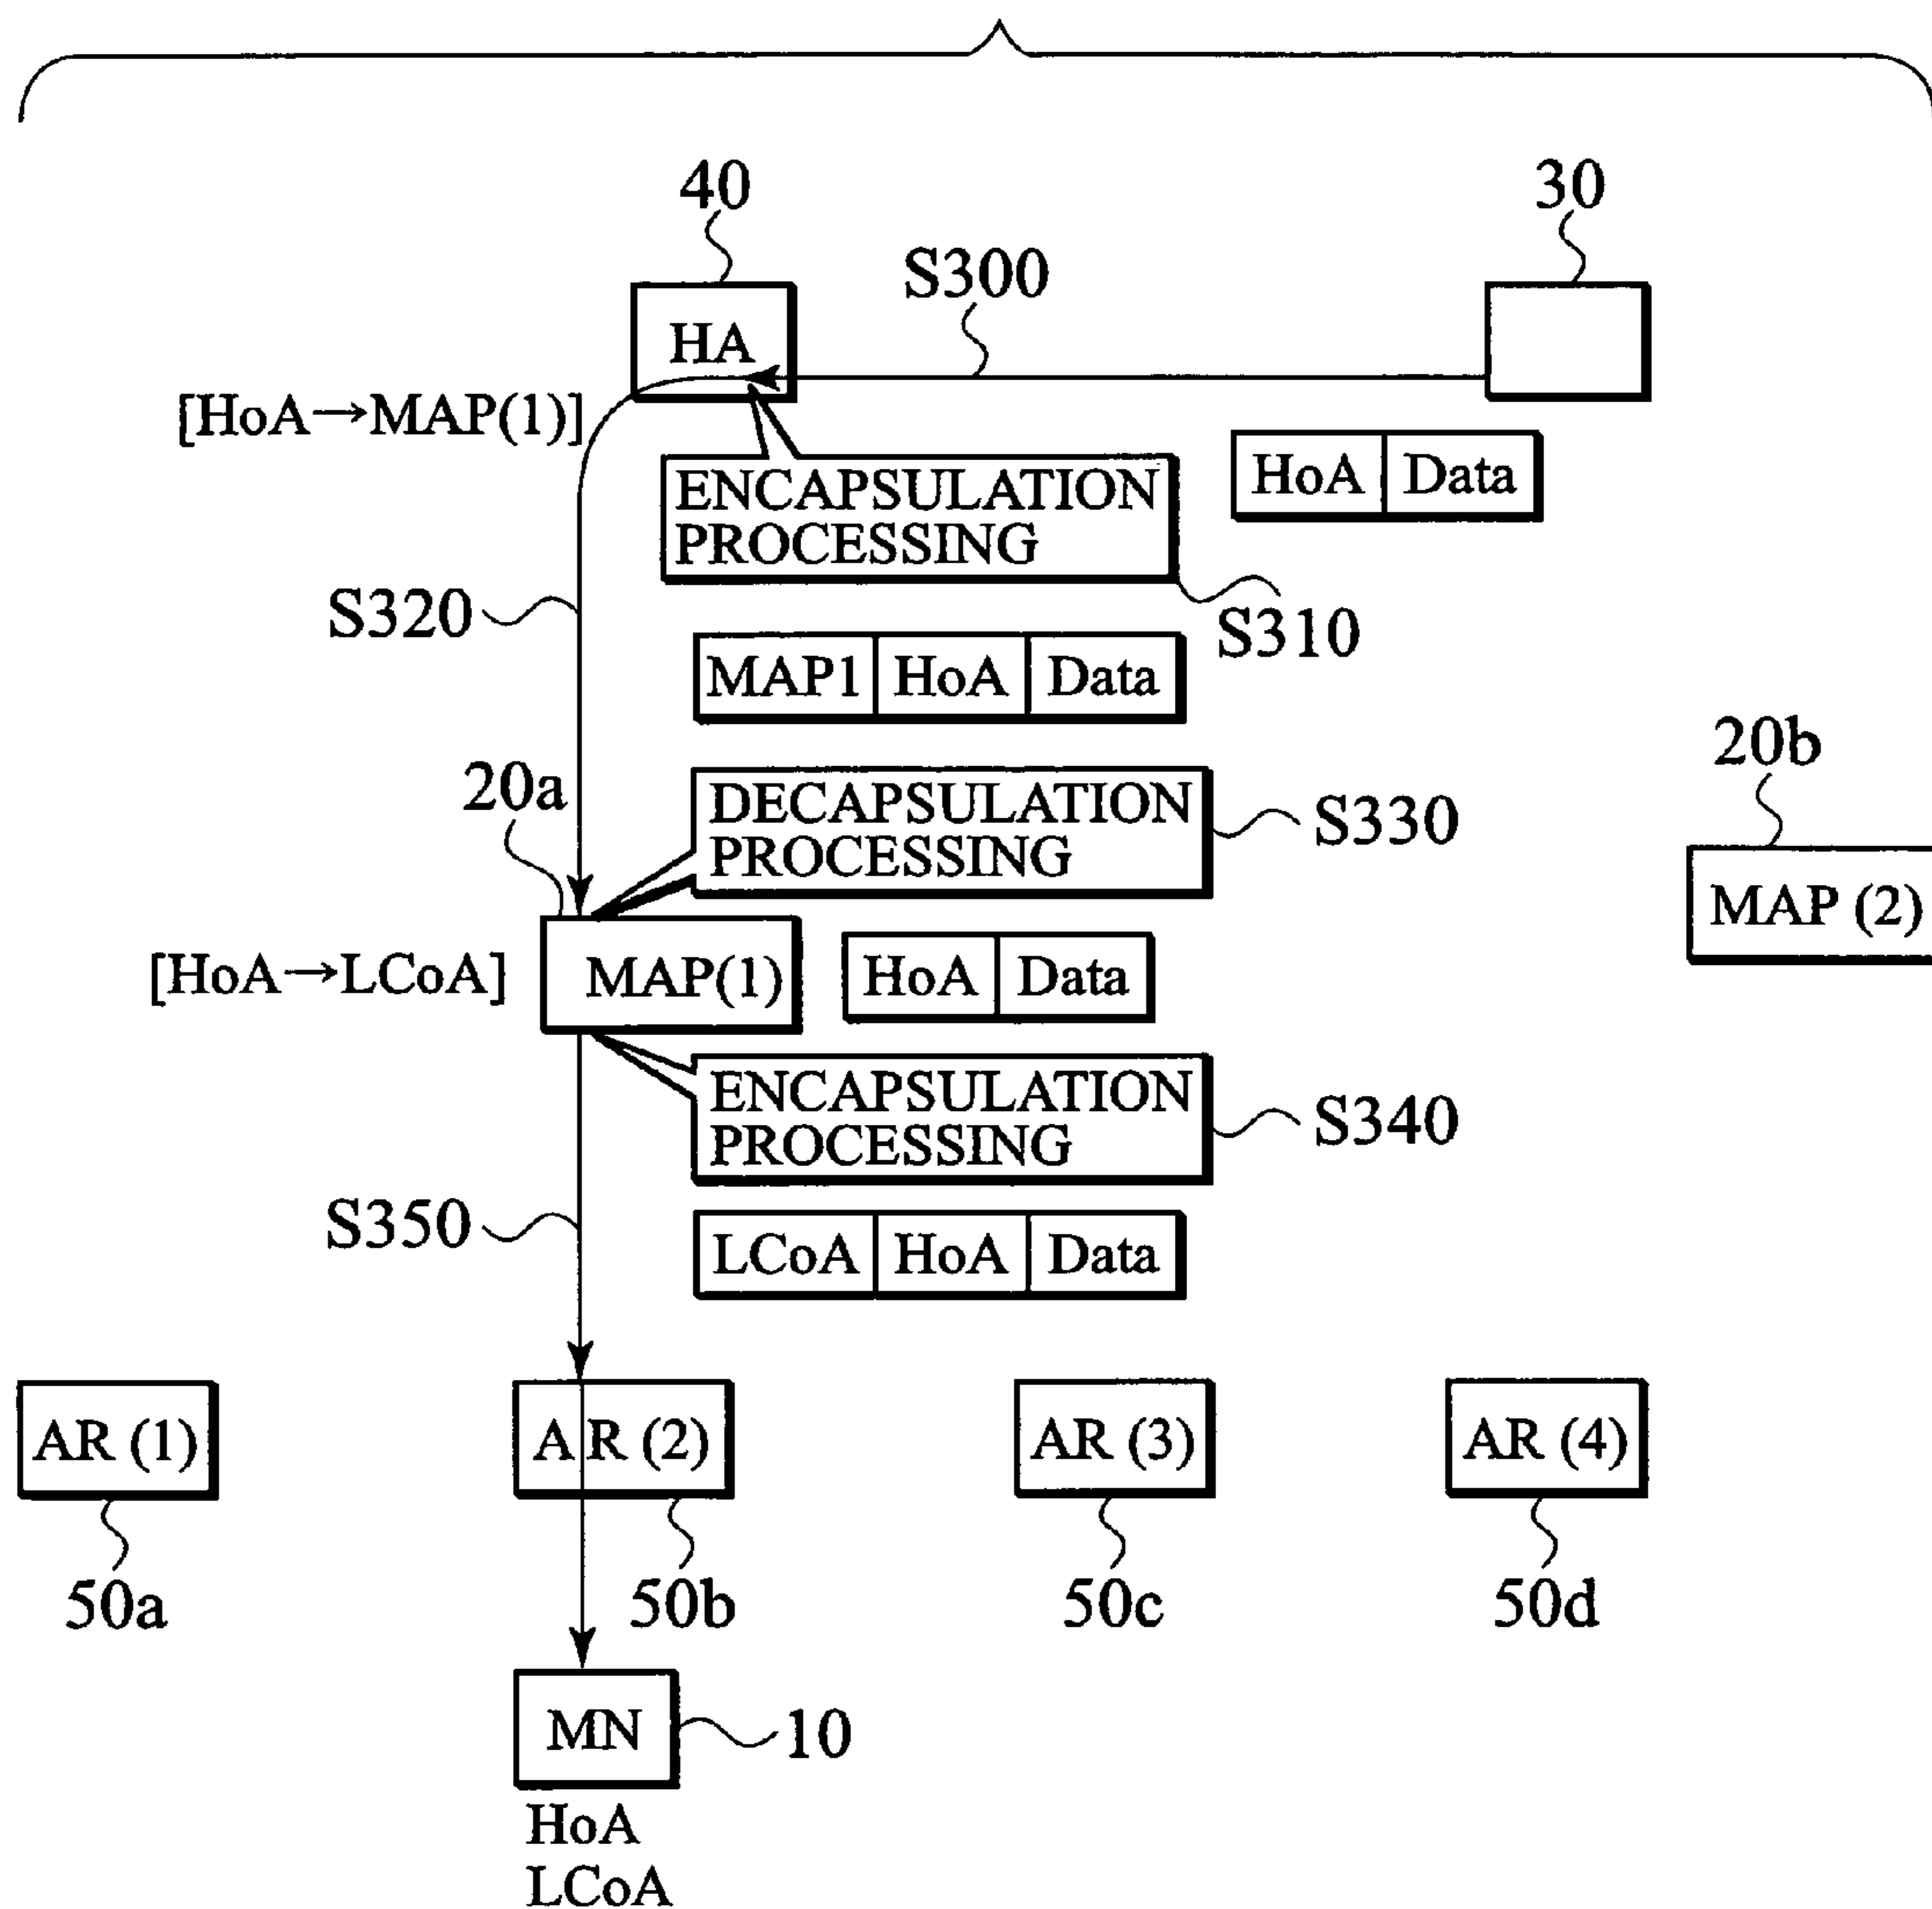 40
30
S300
HA
[HoA→MAP(1)]
ENCAPSULATION
PROCESSING
HoA Data
S320
S310
MAP1 HoA Data
20a
DECAPSULATION
PROCESSING
S330
20b
MAP (2)
[HoA→LCoA]
MAP(1)
HoA Data
ENCAPSULATION
PROCESSING
S340
S350
LCoA HoA Data
AR (1)
AR (2)
AR (3)
AR (4)
50a
50b
50c
50d
MN
10
HoA
LCoA